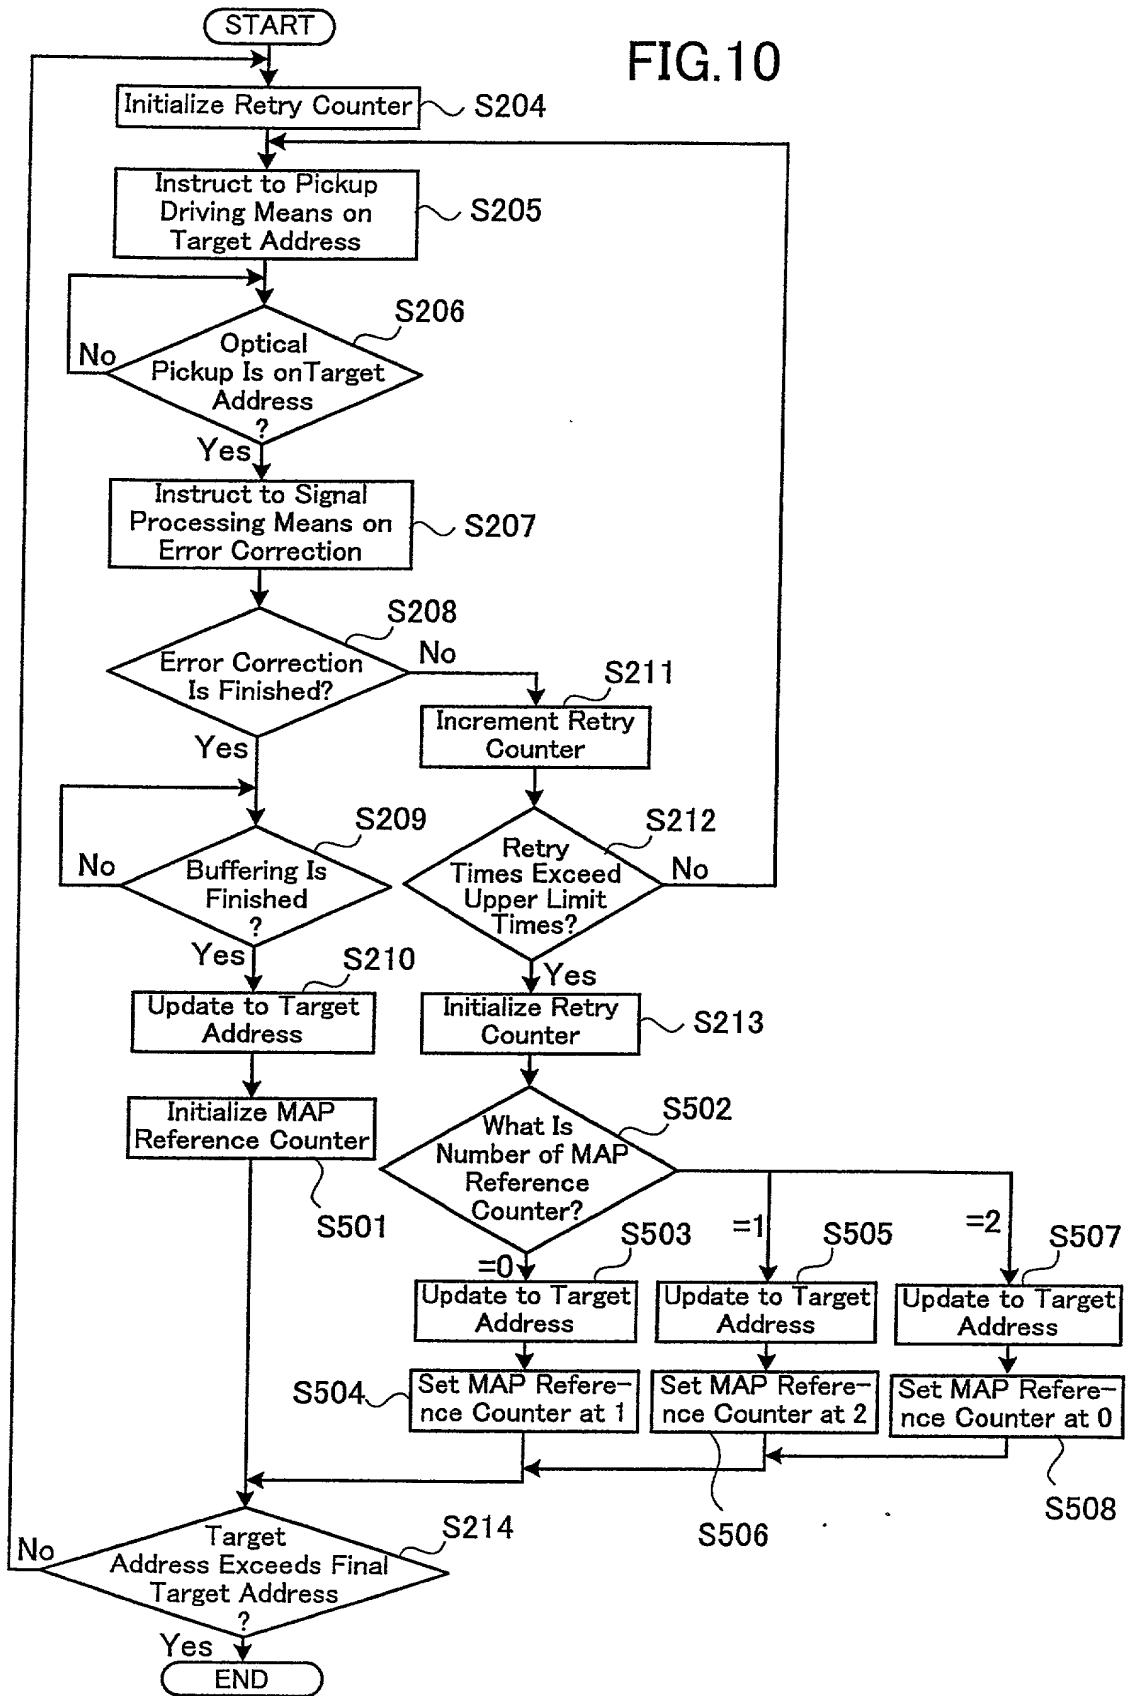 START
FIG.10
Initialize Retry Counter
S204
Instruct to Pickup
Driving Means on
Target Address
S205
S206
Optical
Pickup Is onTarget
Address
?
No
Yes
Instruct to Signal
Processing Means on
Error Correction
S207
S208
Error Correction
Is Finished?
No
Yes
S211
Increment Retry
Counter
S209
Buffering Is
Finished
?
No
Yes
S212
Retry
Times Exceed
Upper Limit
Times?
No
Yes
S210
Update to Target
Address
Initialize Retry
Counter
S213
Initialize MAP
Reference Counter
S501
S502
What Is
Number of MAP
Reference
Counter?
=0
=1
=2
S503
Update to Target
Address
S505
Update to Target
Address
S507
Update to Target
Address
S504
Set MAP Refere-
nce Counter at 1
Set MAP Refere-
nce Counter at 2
S506
Set MAP Refere-
nce Counter at 0
S508
S214
Target
Address Exceeds Final
Target Address
?
No
Yes
END